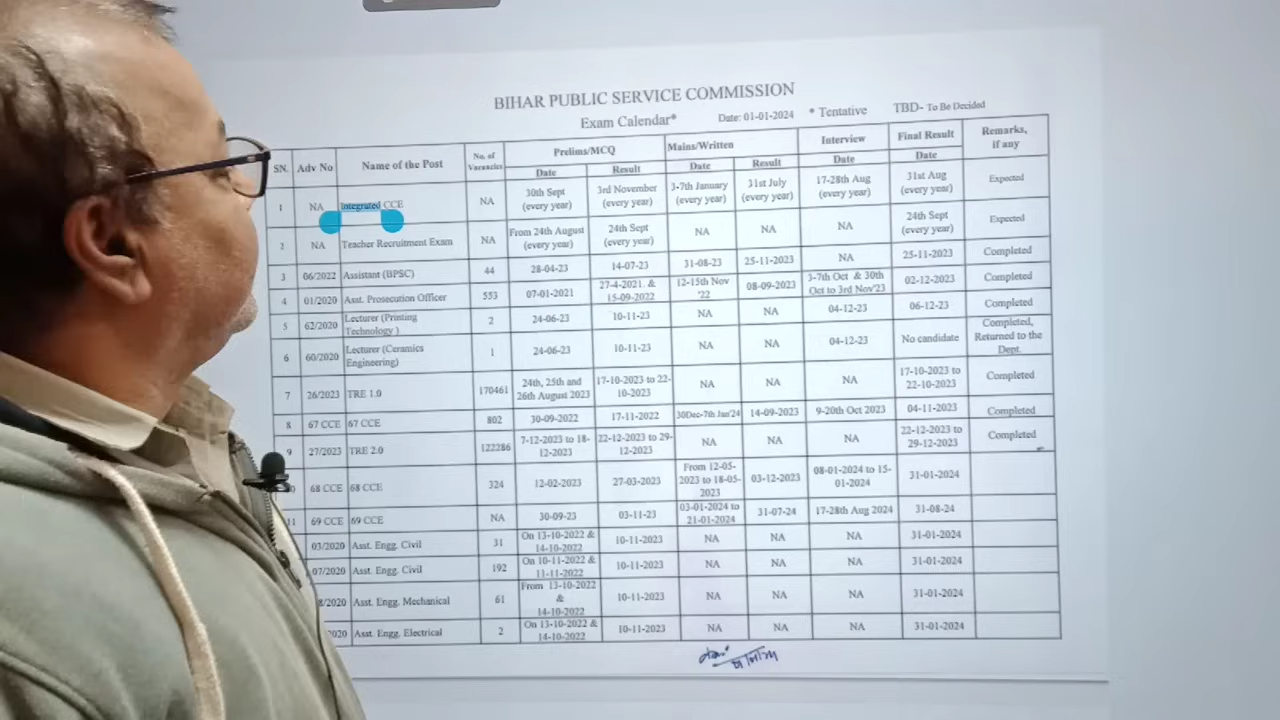 BIHAR PUBLIC SERVICE COMMISSION
Exam Calendar* Date: 01-01-2024 * Tentative TBD- To Be Decided
SN. Adv No Name of the Post No. of Vacancies Prelims/MCQ Date Result Mains/Written Date Result Interview Date Final Result Date Remarks, if any
1 NA Integrated CCE NA 30th Sept (every year) 3rd November (every year) 3-7th January (every year) 31st July (every year) 17-28th Aug (every year) 31st Aug (every year) Expected
2 NA Teacher Recruitment Exam NA From 24th August (every year) 24th Sept (every year) NA NA NA 24th Sept (every year) Expected
3 06/2022 Assistant (BPSC) 44 28-04-23 14-07-23 31-08-23 25-11-2023 NA 25-11-2023 Completed
4 01/2020 Asst. Prosecution Officer 553 07-01-2021 27-4-2021. & 15-09-2022 12-15th Nov '22 08-09-2023 3-7th Oct & 30th Oct to 3rd Nov'23 02-12-2023 Completed
5 62/2020 Lecturer (Printing Technology ) 2 24-06-23 10-11-23 NA NA 04-12-23 06-12-23 Completed
6 60/2020 Lecturer (Ceramics Engineering) 1 24-06-23 10-11-23 NA NA 04-12-23 No candidate Completed, Returned to the Dept.
7 26/2023 TRE 1.0 170461 24th, 25th and 26th August 2023 17-10-2023 to 22-10-2023 NA NA NA 17-10-2023 to 22-10-2023 Completed
8 67 CCE 67 CCE 802 30-09-2022 17-11-2022 30Dec-7th Jan'24 14-09-2023 9-20th Oct 2023 04-11-2023 Completed
9 27/2023 TRE 2.0 122286 7-12-2023 to 18-12-2023 22-12-2023 to 29-12-2023 NA NA NA 22-12-2023 to 29-12-2023 Completed
68 CCE 68 CCE 324 12-02-2023 27-03-2023 From 12-05-2023 to 18-05-2023 03-12-2023 08-01-2024 to 15-01-2024 31-01-2024
11 69 CCE 69 CCE NA 30-09-23 03-11-23 03-01-2024 to 21-01-2024 31-07-24 17-28th Aug 2024 31-08-24
03/2020 Asst. Engg. Civil 31 On 13-10-2022 & 14-10-2022 10-11-2023 NA NA NA 31-01-2024
07/2020 Asst. Engg. Civil 192 On 10-11-2022 & 11-11-2022 10-11-2023 NA NA NA 31-01-2024
/2020 Asst. Engg. Mechanical 61 From 13-10-2022 & 14-10-2022 10-11-2023 NA NA NA 31-01-2024
2020 Asst. Engg. Electrical 2 On 13-10-2022 & 14-10-2022 10-11-2023 NA NA NA 31-01-2024